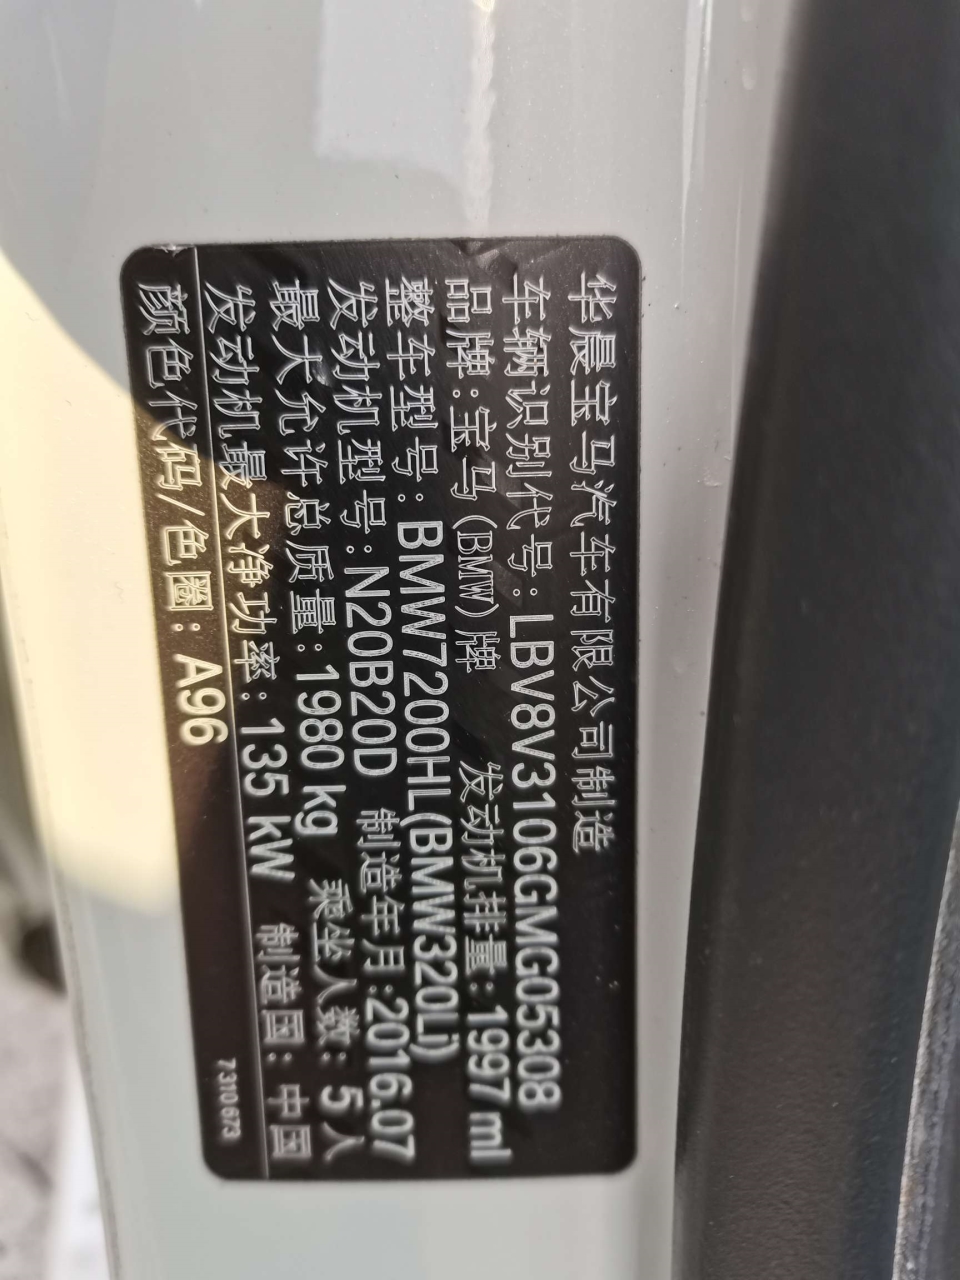 华晨宝马汽车有限公司制造
车辆识别代号:LBV8V3106GMG05308
品牌:宝马(BMW)牌 发动机排量:1997 ml
整车型号:BMW7200HL(BMW320Li)
发动机型号:N20B20D 制造年月:2016.07
最大允许总质量:1980 kg 乘坐人数:5人
发动机最大净功率:135 kW 制造国:中国
颜色代码/色圈:A96
7310673